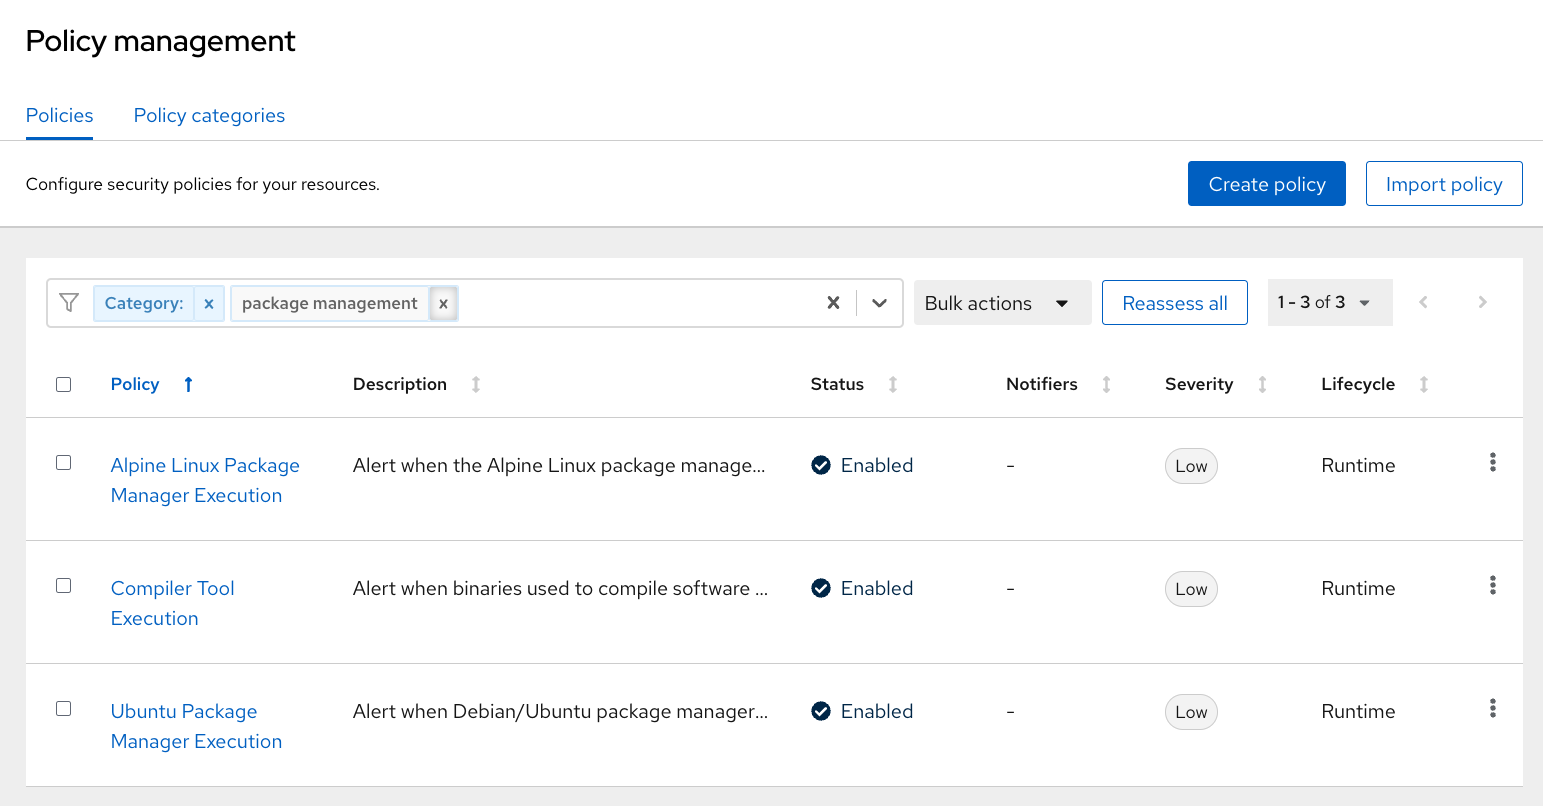 Policy management
Policies Policy categories
Configure security policies for your resources. Create policy Import policy
Category: x package management x Bulk actions Reassess all 1 - 3 of 3
Policy Description Status Notifiers Severity Lifecycle
Alpine Linux Package Alert when the Alpine Linux package manage... Enabled - Low Runtime
Manager Execution
Compiler Tool Alert when binaries used to compile software ... Enabled - Low Runtime
Execution
Ubuntu Package Alert when Debian/Ubuntu package manager... Enabled - Low Runtime
Manager Execution